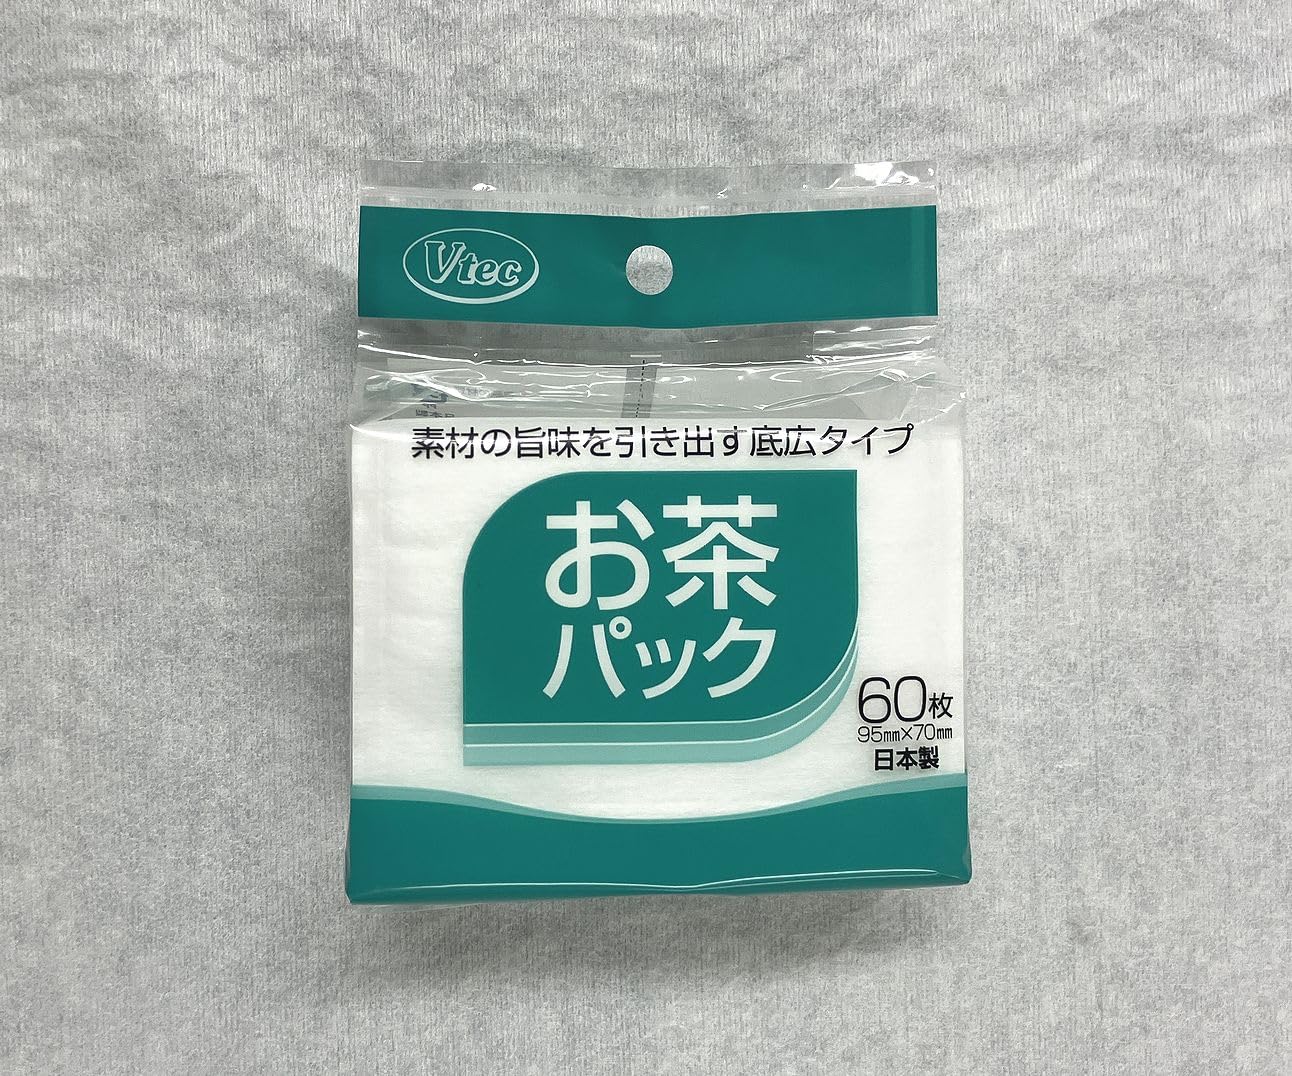 Vtec
素材の旨味を引き出す底広タイプ
お茶
パック
60枚
95mm×70mm
日本製